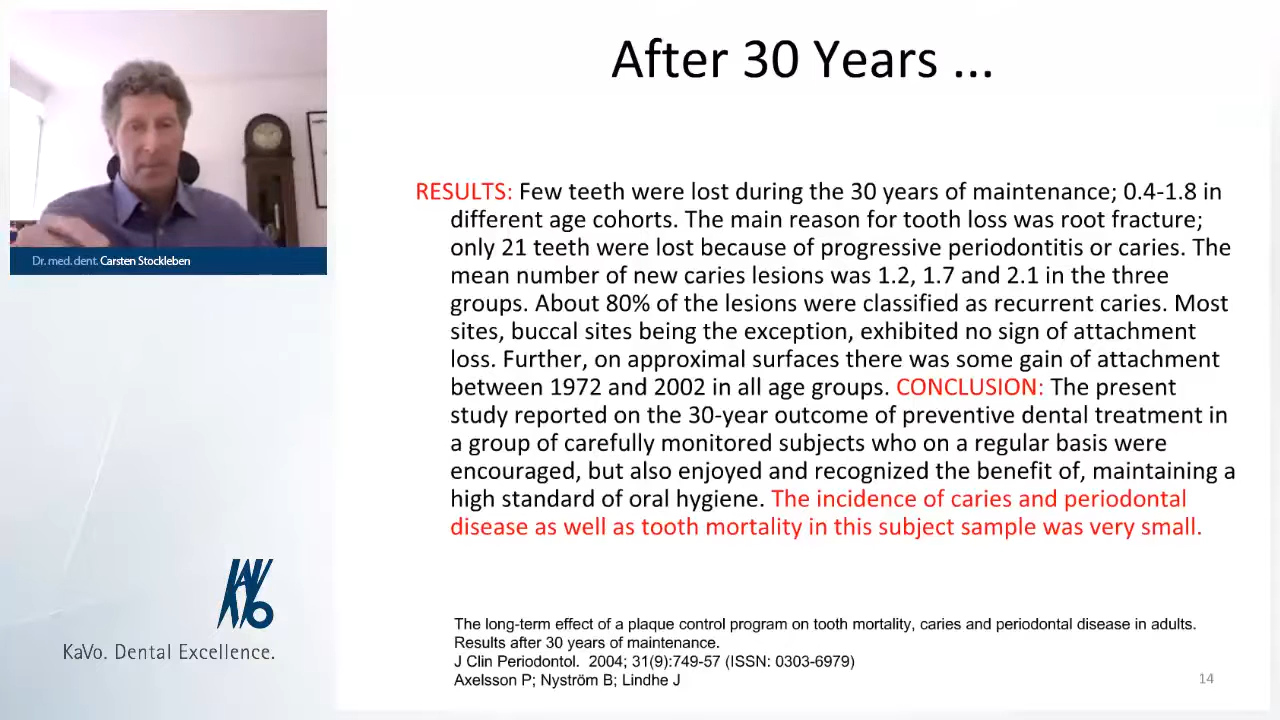 After 30 Years ...
Dr. med. dent. Carsten Stockleben
RESULTS: Few teeth were lost during the 30 years of maintenance; 0.4-1.8 in
different age cohorts. The main reason for tooth loss was root fracture;
only 21 teeth were lost because of progressive periodontitis or caries. The
mean number of new caries lesions was 1.2, 1.7 and 2.1 in the three
groups. About 80% of the lesions were classified as recurrent caries. Most
sites, buccal sites being the exception, exhibited no sign of attachment
loss. Further, on approximal surfaces there was some gain of attachment
between 1972 and 2002 in all age groups. CONCLUSION: The present
study reported on the 30-year outcome of preventive dental treatment in
a group of carefully monitored subjects who on a regular basis were
encouraged, but also enjoyed and recognized the benefit of, maintaining a
high standard of oral hygiene. The incidence of caries and periodontal
disease as well as tooth mortality in this subject sample was very small.
KAVO
KaVo. Dental Excellence.
The long-term effect of a plaque control program on tooth mortality, caries and periodontal disease in adults.
Results after 30 years of maintenance.
J Clin Periodontol. 2004; 31(9):749-57 (ISSN: 0303-6979)
Axelsson P; Nyström B; Lindhe J
14